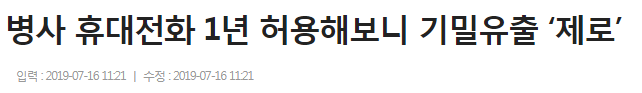 병사 휴대전화 1년 허용해보니 기밀유출 ‘제로’
입력 : 2019-07-16 11:21 | 수정 : 2019-07-16 11:21